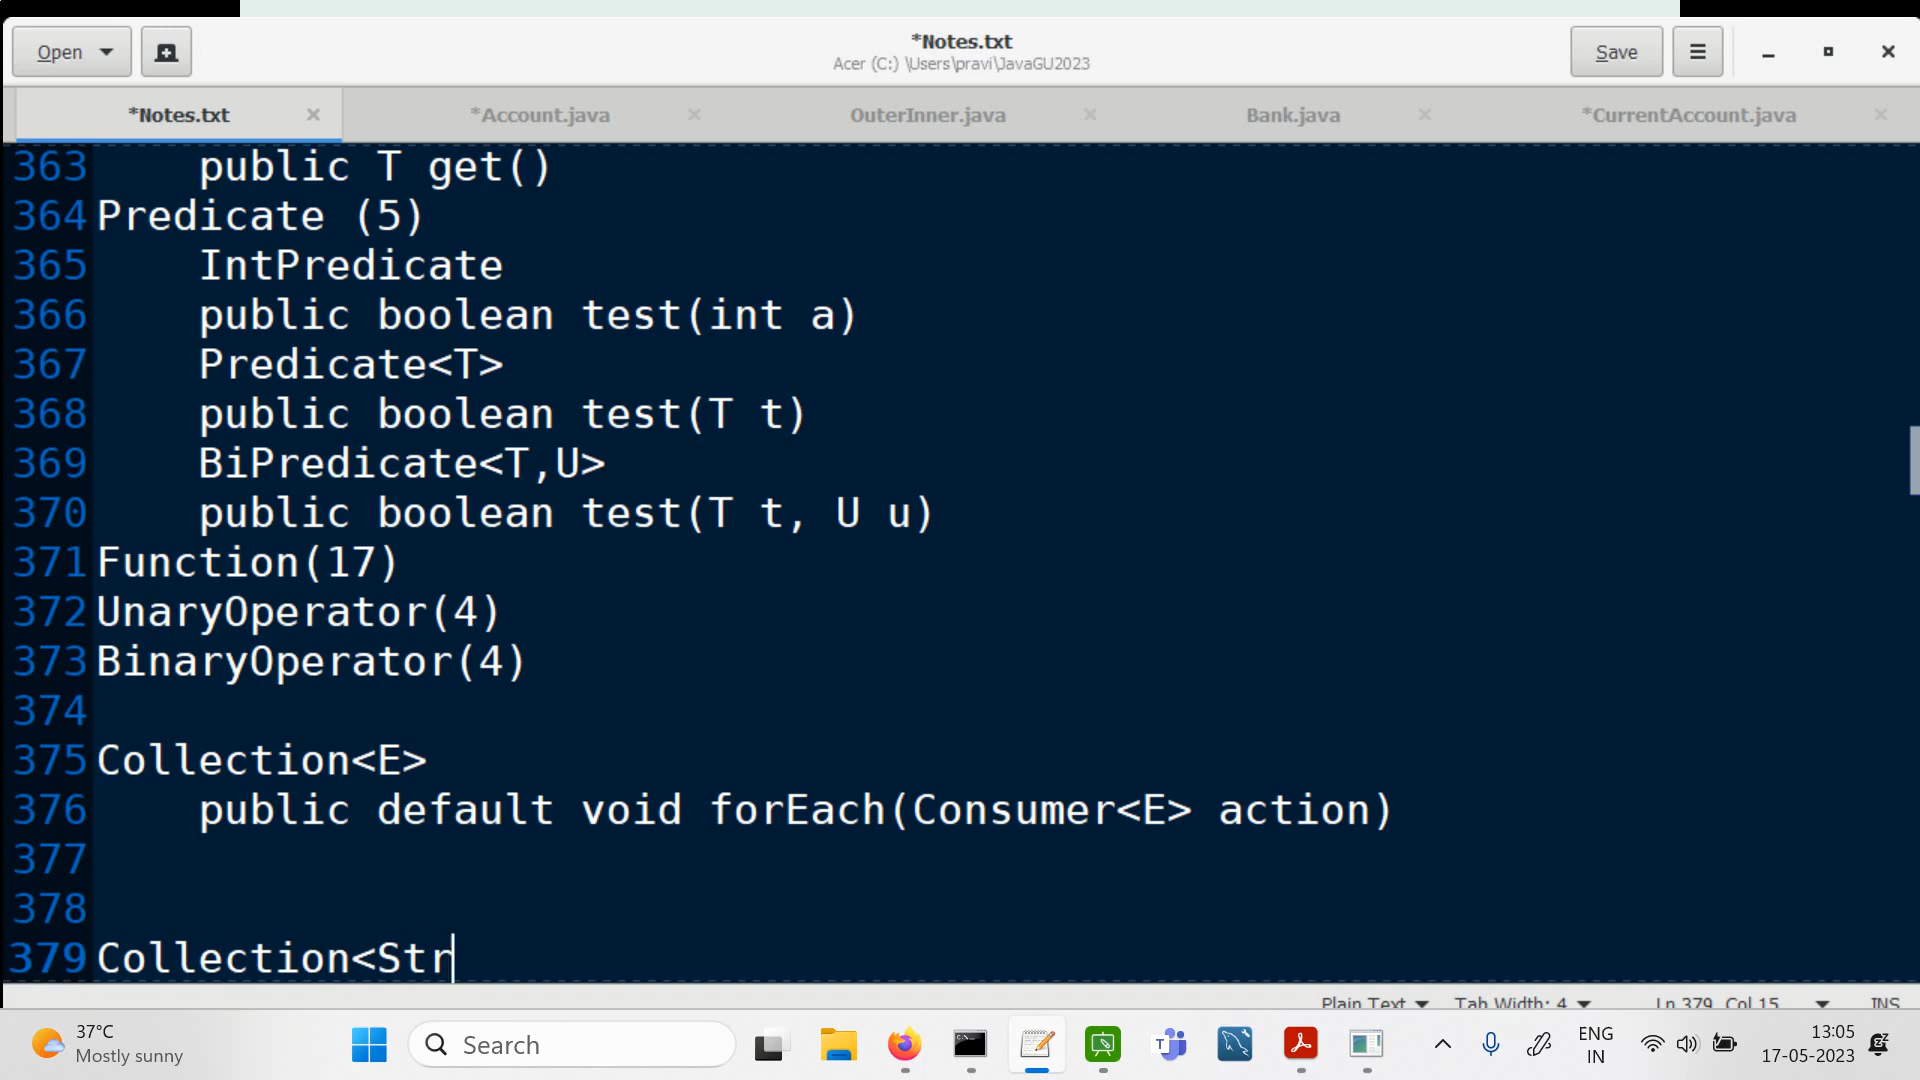 Open
*Notes.txt
Acer (C:) \Users\pravi\JavaGU2023
Save
*Notes.txt
*Account.java
OuterInner.java
Bank.java
*CurrentAccount.java
363 public T get()
364 Predicate (5)
365 IntPredicate
366 public boolean test(int a)
367 Predicate<T>
368 public boolean test(T t)
369 BiPredicate<T,U>
370 public boolean test(T t, U u)
371 Function(17)
372 UnaryOperator(4)
373 BinaryOperator(4)
374
375 Collection<E>
376 public default void forEach(Consumer<E> action)
377
378
379 Collection<Str
Plain Text Tab Width: 4 Ln 379, Col 15 INS
37°C
Mostly sunny
Search
ENG
IN
13:05
17-05-2023